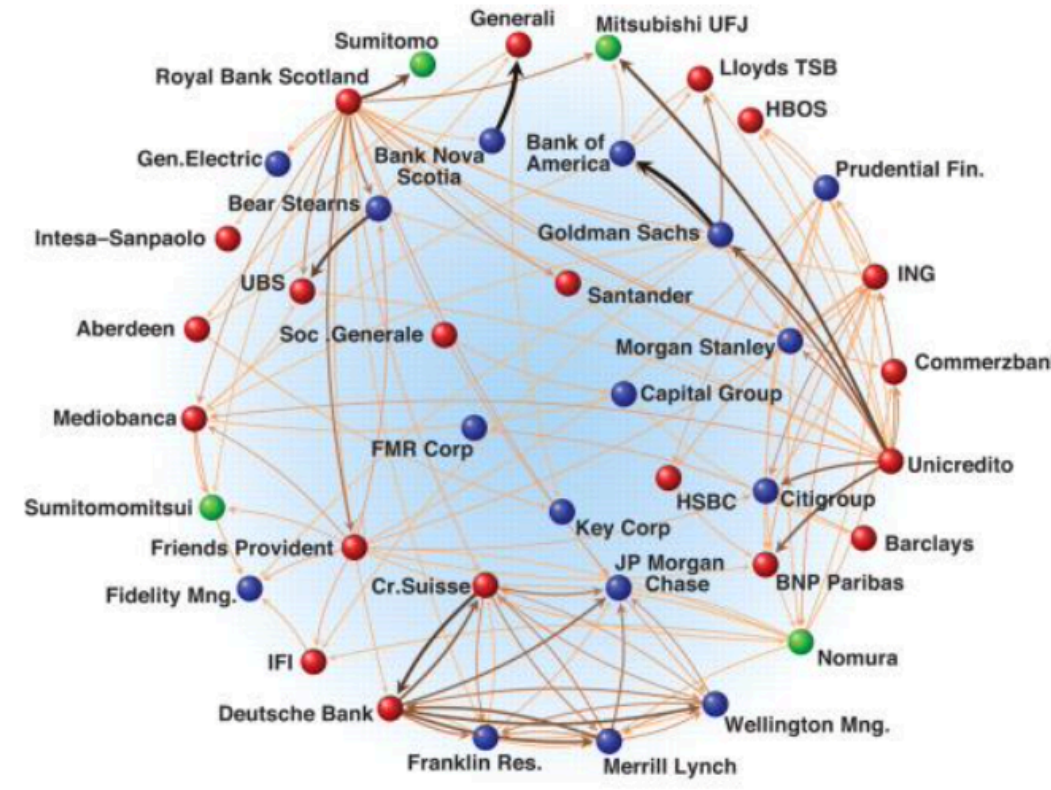 Generali
Mitsubishi UFJ
Sumitomo
Lloyds TSB
Royal Bank Scotland
HBOS
Bank of
America
Gen.Electric
Bank Nova
Scotia
Prudential Fin.
Bear Stearns
Goldman Sachs
Intesa–Sanpaolo
ING
UBS
Santander
Aberdeen
Soc .Generale
Morgan Stanley
Commerzban
Capital Group
Mediobanca
FMR Corp
Unicredito
HSBC
Citigroup
Sumitomomitsui
Key Corp
Barclays
Friends Provident
JP Morgan
Chase
Cr.Suisse
BNP Paribas
Fidelity Mng.
Nomura
IFI
Deutsche Bank
Wellington Mng.
Franklin Res.
Merrill Lynch